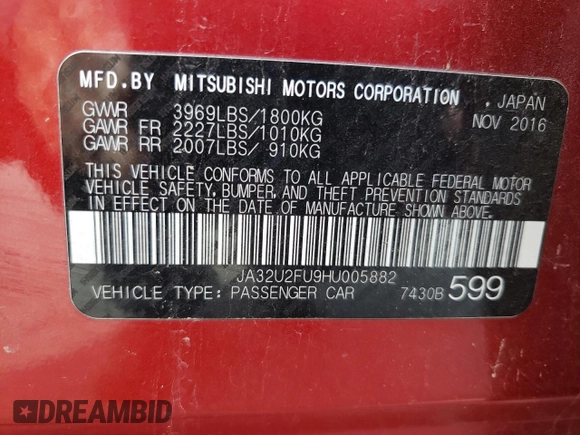 MFD.BY MITSUBISHI MOTORS CORPORATION , JAPAN
GVWR 3969LBS/1800KG NOV 2016
GAWR FR 2227LBS/1010KG
GAWR RR 2007LBS/ 910KG
THIS VEHICLE CONFORMS TO ALL APPLICABLE FEDERAL MOTOR
VEHICLE SAFETY, BUMPER, AND THEFT PREVENTION STANDARDS
IN EFFECT ON THE DATE OF MANUFACTURE SHOWN ABOVE.
JA32U2FU9HU005882
VEHICLE TYPE: PASSENGER CAR 7430B 599
DREAMBID